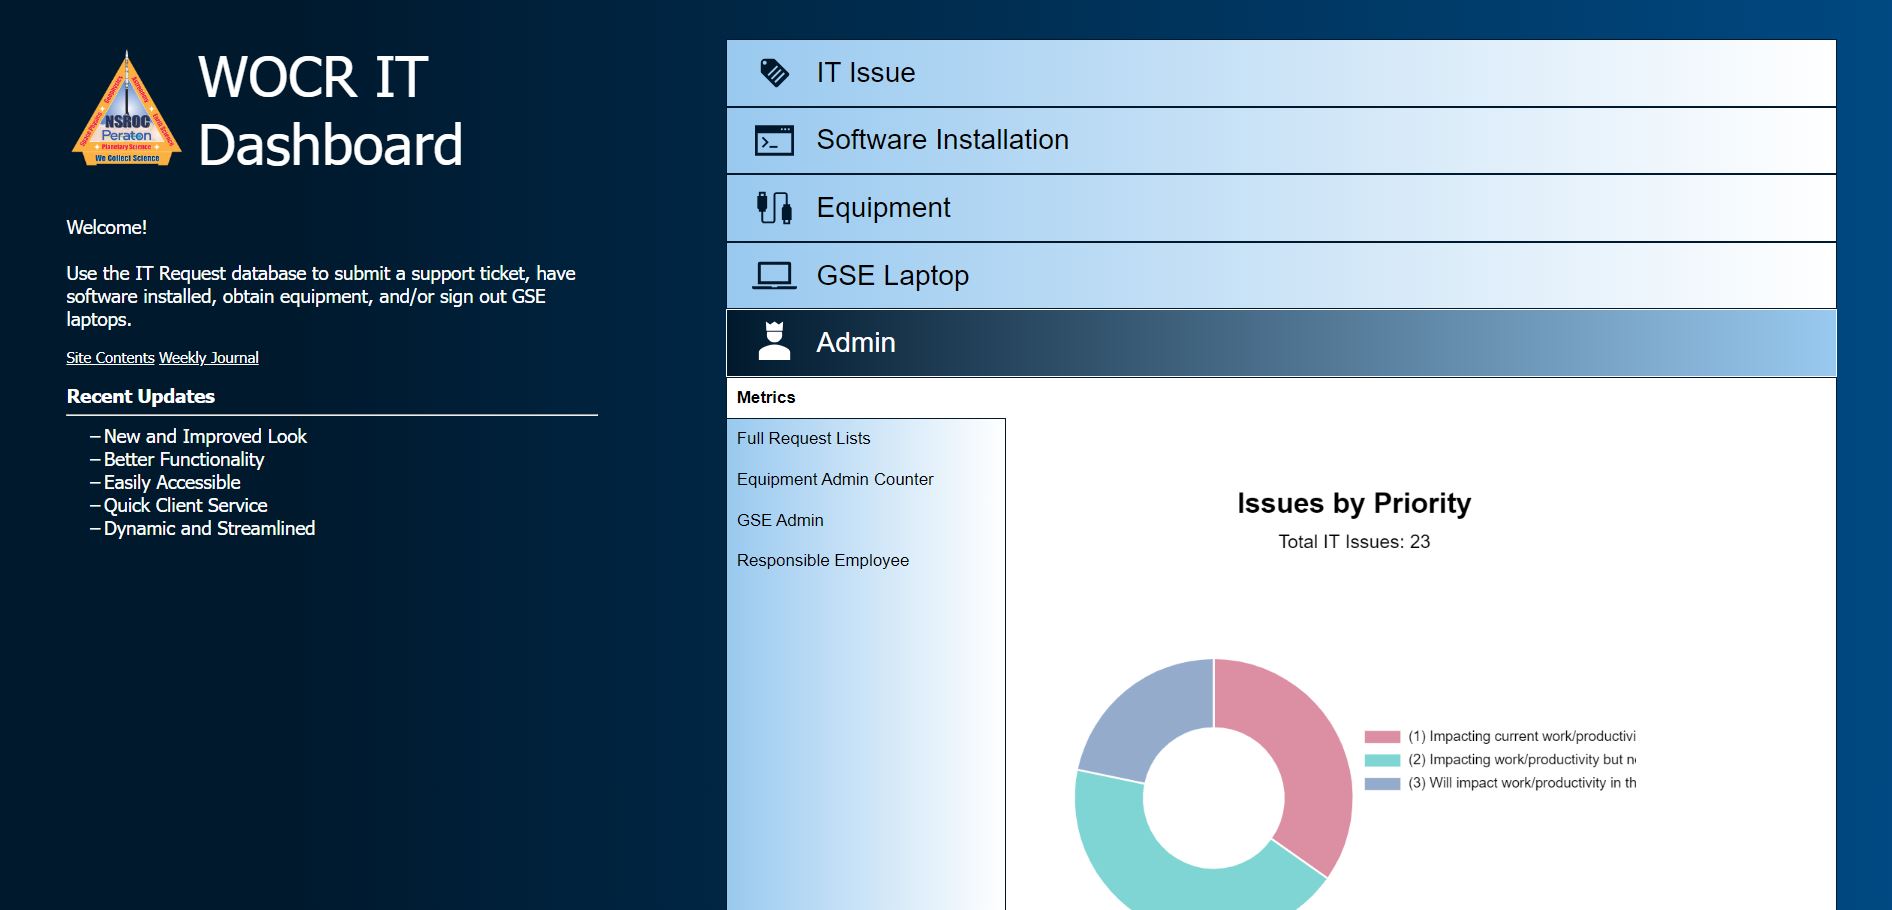 WOCR IT
Dashboard
NSROC
Peraton
Planetary Science
We Collect Science
Welcome!
Use the IT Request database to submit a support ticket, have
software installed, obtain equipment, and/or sign out GSE
laptops.
Site Contents Weekly Journal
Recent Updates
– New and Improved Look
– Better Functionality
– Easily Accessible
– Quick Client Service
– Dynamic and Streamlined
IT Issue
Software Installation
Equipment
GSE Laptop
Admin
Metrics
Full Request Lists
Equipment Admin Counter
GSE Admin
Responsible Employee
Issues by Priority
Total IT Issues: 23
(1) Impacting current work/productivi
(2) Impacting work/productivity but
(3) Will impact work/productivity in th